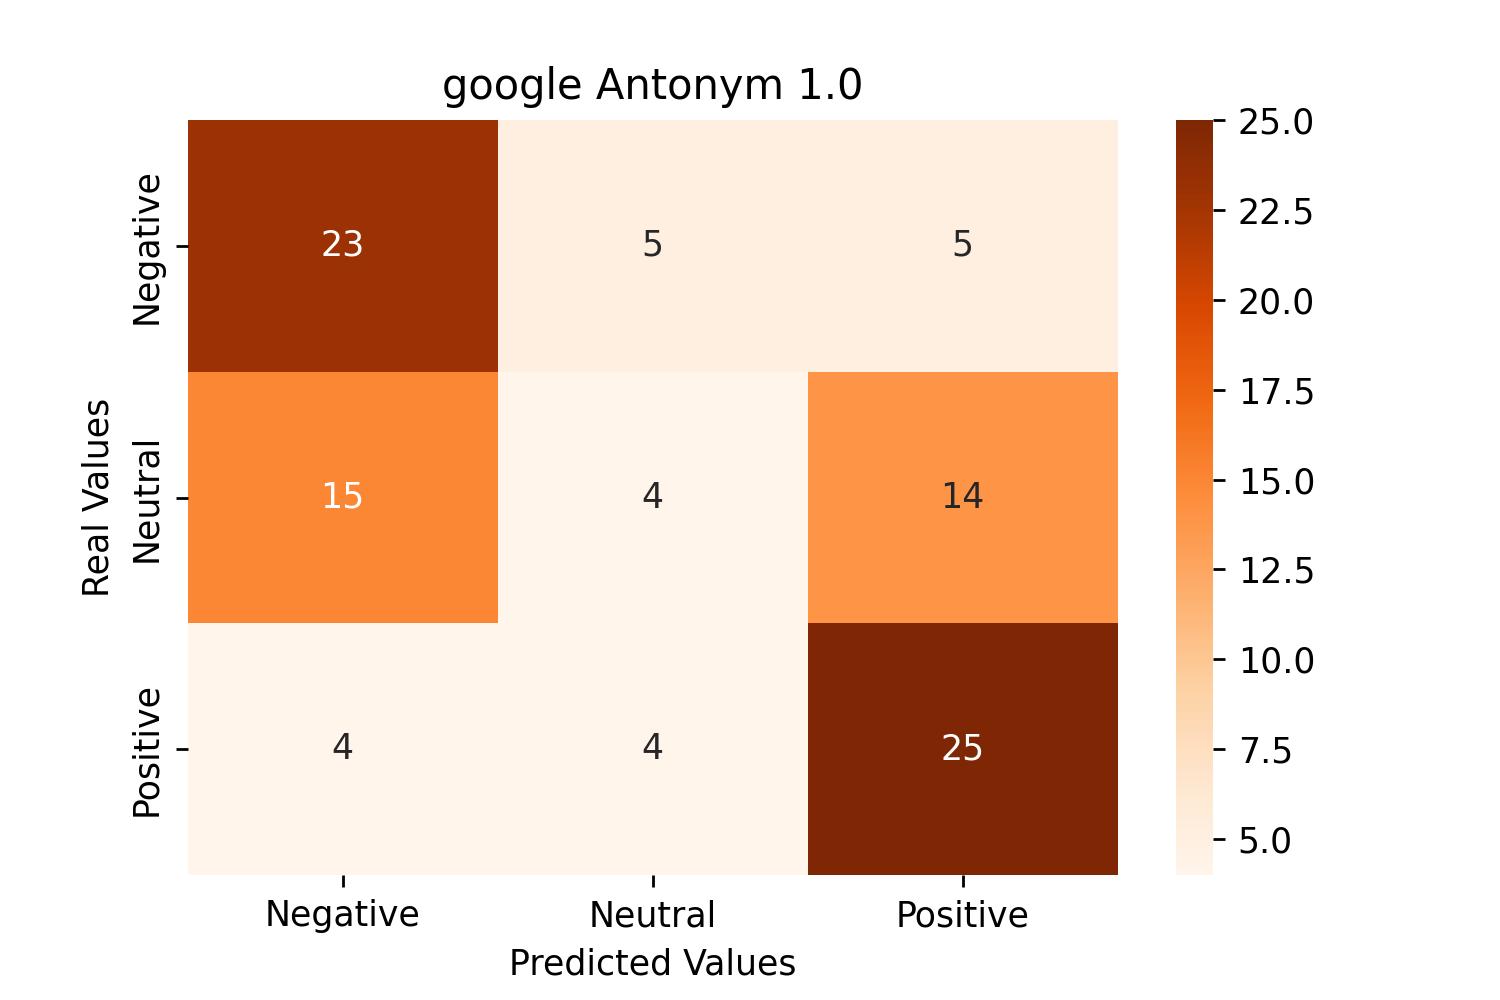 google Antonym 1.0
Real Values
Negative
23
5
5
Neutral
15
4
14
Positive
4
4
25
Negative
Neutral
Positive
Predicted Values
25.0
22.5
20.0
17.5
15.0
12.5
10.0
7.5
5.0